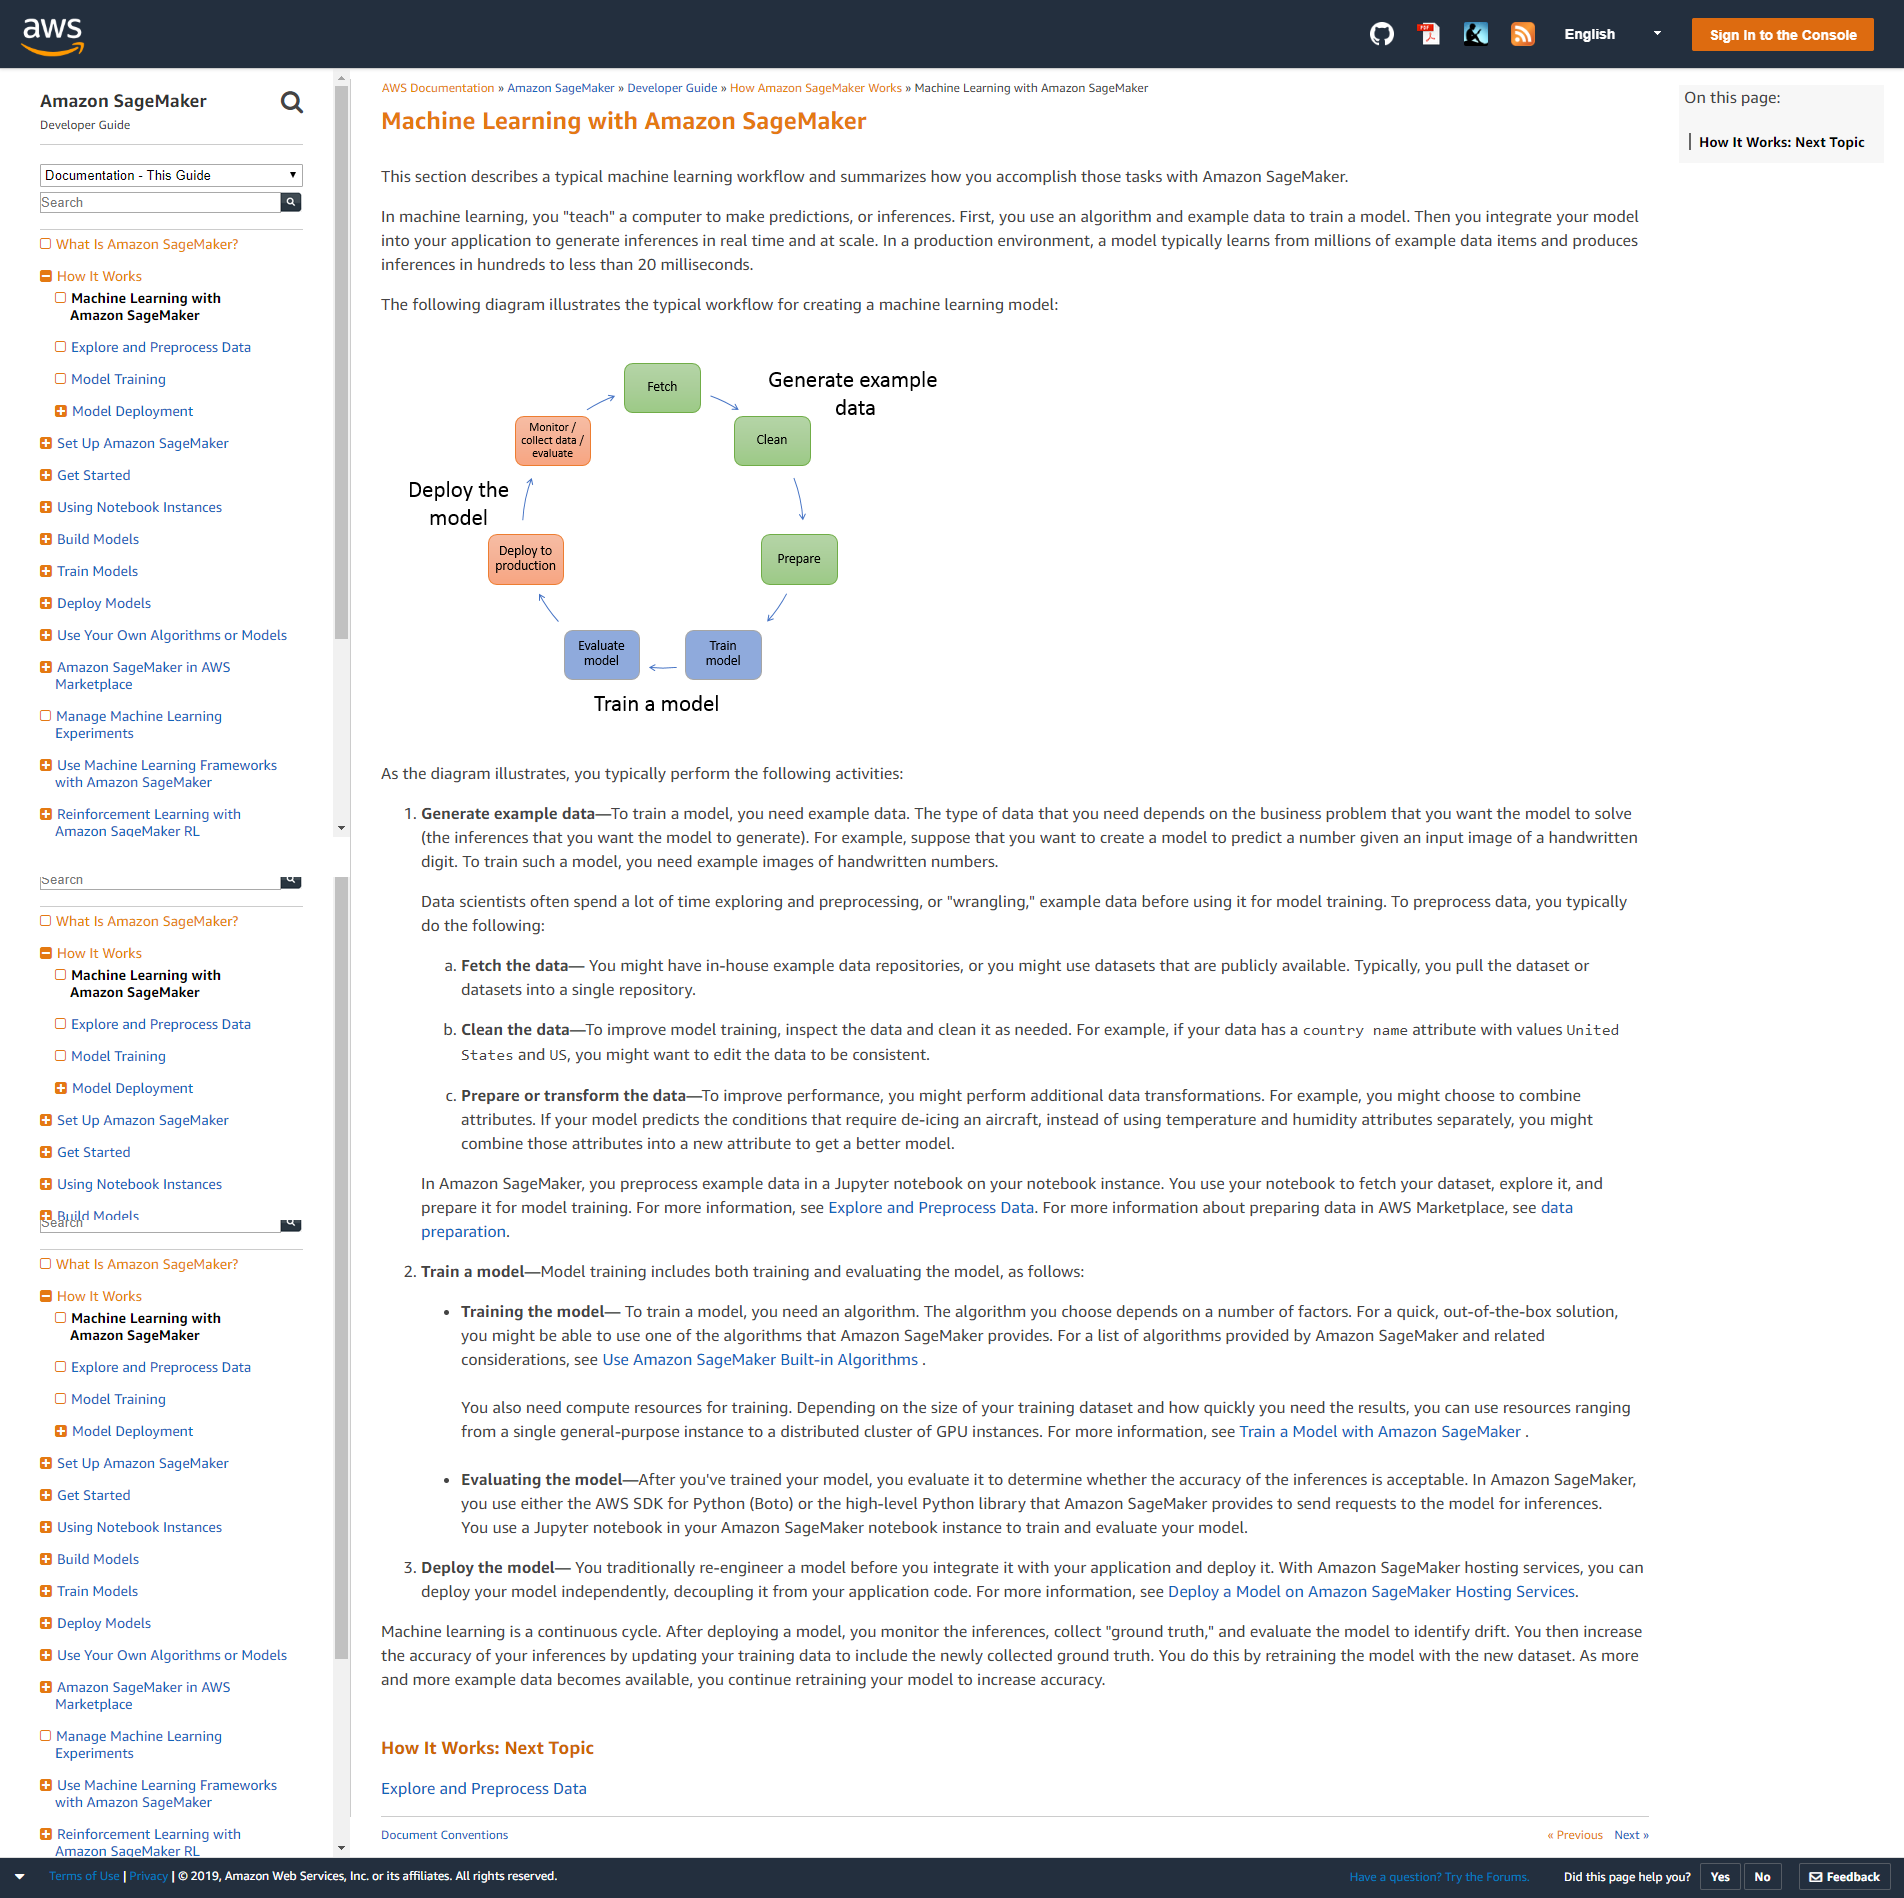 aws
English
Sign In to the Console
Amazon SageMaker
Developer Guide
Documentation - This Guide
Search
What Is Amazon SageMaker?
How It Works
Machine Learning with
Amazon SageMaker
Explore and Preprocess Data
Model Training
Model Deployment
Set Up Amazon SageMaker
Get Started
Using Notebook Instances
Build Models
Train Models
Deploy Models
Use Your Own Algorithms or Models
Amazon SageMaker in AWS
Marketplace
Manage Machine Learning
Experiments
Use Machine Learning Frameworks
with Amazon SageMaker
Reinforcement Learning with
Amazon SageMaker RL
Search
What Is Amazon SageMaker?
How It Works
Machine Learning with
Amazon SageMaker
Explore and Preprocess Data
Model Training
Model Deployment
Set Up Amazon SageMaker
Get Started
Using Notebook Instances
Build Models
Search
What Is Amazon SageMaker?
How It Works
Machine Learning with
Amazon SageMaker
Explore and Preprocess Data
Model Training
Model Deployment
Set Up Amazon SageMaker
Get Started
Using Notebook Instances
Build Models
Train Models
Deploy Models
Use Your Own Algorithms or Models
Amazon SageMaker in AWS
Marketplace
Manage Machine Learning
Experiments
Use Machine Learning Frameworks
with Amazon SageMaker
Reinforcement Learning with
Amazon SageMaker RL
AWS Documentation » Amazon SageMaker » Developer Guide » How Amazon SageMaker Works » Machine Learning with Amazon SageMaker
Machine Learning with Amazon SageMaker
This section describes a typical machine learning workflow and summarizes how you accomplish those tasks with Amazon SageMaker.
In machine learning, you "teach" a computer to make predictions, or inferences. First, you use an algorithm and example data to train a model. Then you integrate your model
into your application to generate inferences in real time and at scale. In a production environment, a model typically learns from millions of example data items and produces
inferences in hundreds to less than 20 milliseconds.
The following diagram illustrates the typical workflow for creating a machine learning model:
Fetch
Generate example
data
Clean
Prepare
Train
model
Train a model
Evaluate
model
Deploy to
production
Deploy the
model
Monitor /
collect data /
evaluate
As the diagram illustrates, you typically perform the following activities:
1. Generate example data—To train a model, you need example data. The type of data that you need depends on the business problem that you want the model to solve
(the inferences that you want the model to generate). For example, suppose that you want to create a model to predict a number given an input image of a handwritten
digit. To train such a model, you need example images of handwritten numbers.
Data scientists often spend a lot of time exploring and preprocessing, or "wrangling," example data before using it for model training. To preprocess data, you typically
do the following:
a. Fetch the data— You might have in-house example data repositories, or you might use datasets that are publicly available. Typically, you pull the dataset or
datasets into a single repository.
b. Clean the data—To improve model training, inspect the data and clean it as needed. For example, if your data has a country name attribute with values United
States and US, you might want to edit the data to be consistent.
c. Prepare or transform the data—To improve performance, you might perform additional data transformations. For example, you might choose to combine
attributes. If your model predicts the conditions that require de-icing an aircraft, instead of using temperature and humidity attributes separately, you might
combine those attributes into a new attribute to get a better model.
In Amazon SageMaker, you preprocess example data in a Jupyter notebook on your notebook instance. You use your notebook to fetch your dataset, explore it, and
prepare it for model training. For more information, see Explore and Preprocess Data. For more information about preparing data in AWS Marketplace, see data
preparation.
2. Train a model—Model training includes both training and evaluating the model, as follows:
• Training the model— To train a model, you need an algorithm. The algorithm you choose depends on a number of factors. For a quick, out-of-the-box solution,
you might be able to use one of the algorithms that Amazon SageMaker provides. For a list of algorithms provided by Amazon SageMaker and related
considerations, see Use Amazon SageMaker Built-in Algorithms .
You also need compute resources for training. Depending on the size of your training dataset and how quickly you need the results, you can use resources ranging
from a single general-purpose instance to a distributed cluster of GPU instances. For more information, see Train a Model with Amazon SageMaker .
• Evaluating the model—After you've trained your model, you evaluate it to determine whether the accuracy of the inferences is acceptable. In Amazon SageMaker,
you use either the AWS SDK for Python (Boto) or the high-level Python library that Amazon SageMaker provides to send requests to the model for inferences.
You use a Jupyter notebook in your Amazon SageMaker notebook instance to train and evaluate your model.
3. Deploy the model— You traditionally re-engineer a model before you integrate it with your application and deploy it. With Amazon SageMaker hosting services, you can
deploy your model independently, decoupling it from your application code. For more information, see Deploy a Model on Amazon SageMaker Hosting Services.
Machine learning is a continuous cycle. After deploying a model, you monitor the inferences, collect "ground truth," and evaluate the model to identify drift. You then increase
the accuracy of your inferences by updating your training data to include the newly collected ground truth. You do this by retraining the model with the new dataset. As more
and more example data becomes available, you continue retraining your model to increase accuracy.
How It Works: Next Topic
Explore and Preprocess Data
Document Conventions
« Previous Next »
On this page:
How It Works: Next Topic
Terms of Use | Privacy | © 2019, Amazon Web Services, Inc. or its affiliates. All rights reserved.
Have a question? Try the Forums.
Did this page help you? Yes No Feedback